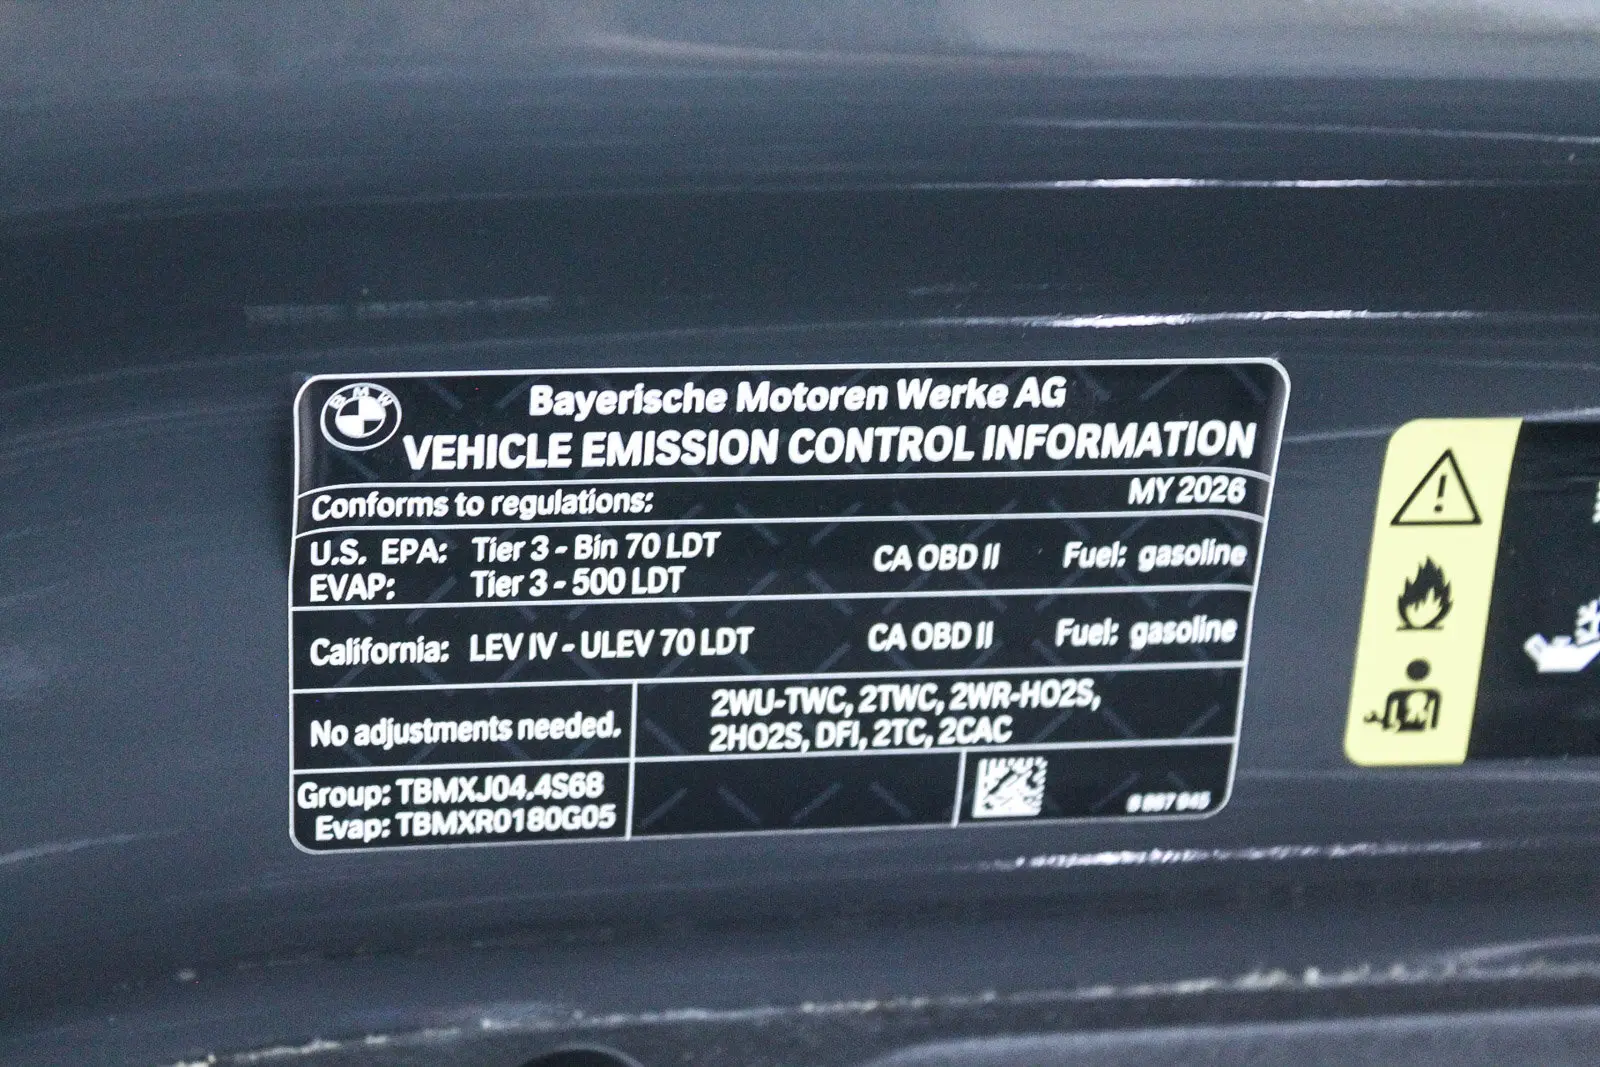 BMW
Bayerische Motoren Werke AG
VEHICLE EMISSION CONTROL INFORMATION
Conforms to regulations: MY 2026
U.S. EPA: Tier 3 - Bin 70 LDT CA OBD II Fuel: gasoline
EVAP: Tier 3 - 500 LDT
California: LEV IV - ULEV 70 LDT CA OBD II Fuel: gasoline
No adjustments needed.
2WU-TWC, 2TWC, 2WR-HO2S,
2HO2S, DFI, 2TC, 2CAC
Group: TBMXJ04.4S68
Evap: TBMXR0180G05